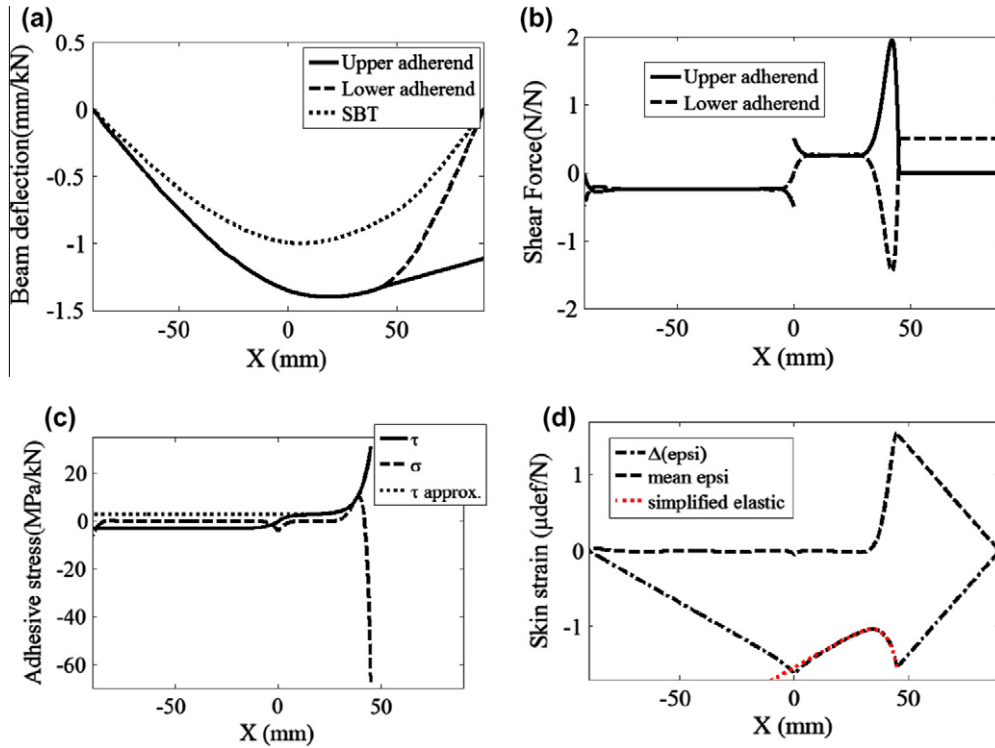 (a)
0.5
0
-0.5
-1
-1.5
Beam deflection(mm/kN)
Upper adherend
Lower adherend
SBT
-50
0
50
X (mm)
(b)
2
1
0
-1
-2
Shear Force(N/N)
Upper adherend
Lower adherend
-50
0
50
X (mm)
(c)
20
0
-20
-40
-60
Adhesive stress(MPa/kN)
τ
σ
τ approx.
-50
0
50
X (mm)
(d)
1
0
-1
Skin strain (μdef/N)
Δ(epsi)
mean epsi
simplified elastic
-50
0
50
X (mm)